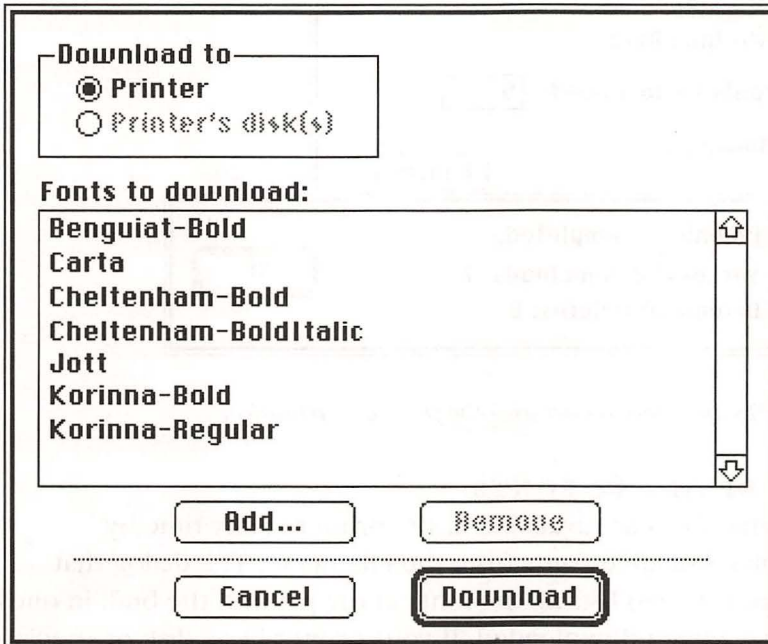 Download to
Printer
Printer's disk(s)
Fonts to download:
Benguiat-Bold
Carta
Cheltenham-Bold
Cheltenham-BoldItalic
Jott
Korinna-Bold
Korinna-Regular
Add...
Remove
Cancel
Download